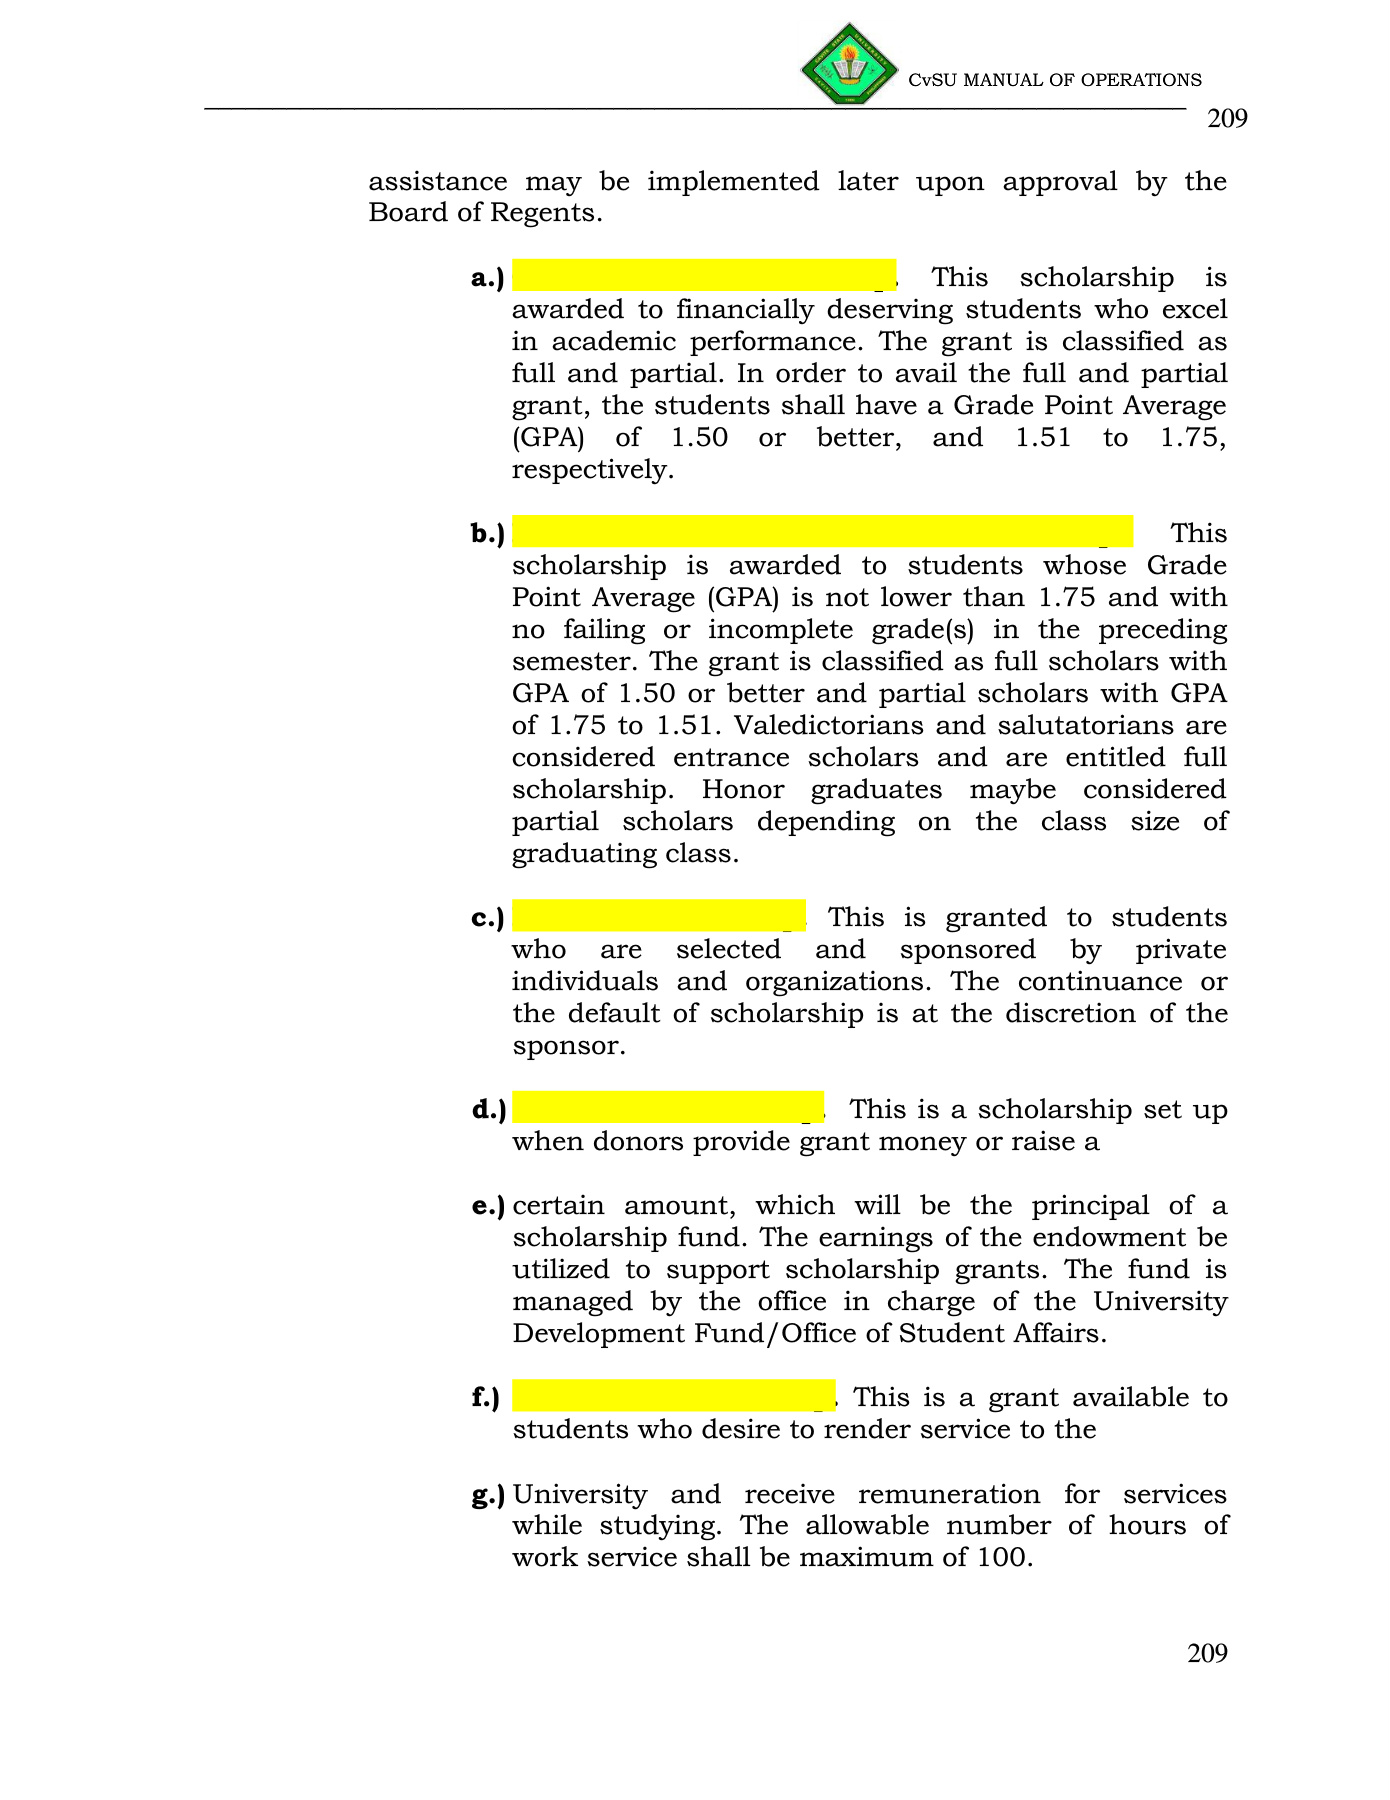 CvSU MANUAL OF OPERATIONS
209
assistance may be implemented later upon approval by the
Board of Regents.
a.) . This scholarship is
awarded to financially deserving students who excel
in academic performance. The grant is classified as
full and partial. In order to avail the full and partial
grant, the students shall have a Grade Point Average
(GPA) of 1.50 or better, and 1.51 to 1.75,
respectively.
b.) This
scholarship is awarded to students whose Grade
Point Average (GPA) is not lower than 1.75 and with
no failing or incomplete grade(s) in the preceding
semester. The grant is classified as full scholars with
GPA of 1.50 or better and partial scholars with GPA
of 1.75 to 1.51. Valedictorians and salutatorians are
considered entrance scholars and are entitled full
scholarship. Honor graduates maybe considered
partial scholars depending on the class size of
graduating class.
c.) . This is granted to students
who are selected and sponsored by private
individuals and organizations. The continuance or
the default of scholarship is at the discretion of the
sponsor.
d.) . This is a scholarship set up
when donors provide grant money or raise a
e.) certain amount, which will be the principal of a
scholarship fund. The earnings of the endowment be
utilized to support scholarship grants. The fund is
managed by the office in charge of the University
Development Fund/Office of Student Affairs.
f.) . This is a grant available to
students who desire to render service to the
g.) University and receive remuneration for services
while studying. The allowable number of hours of
work service shall be maximum of 100.
209